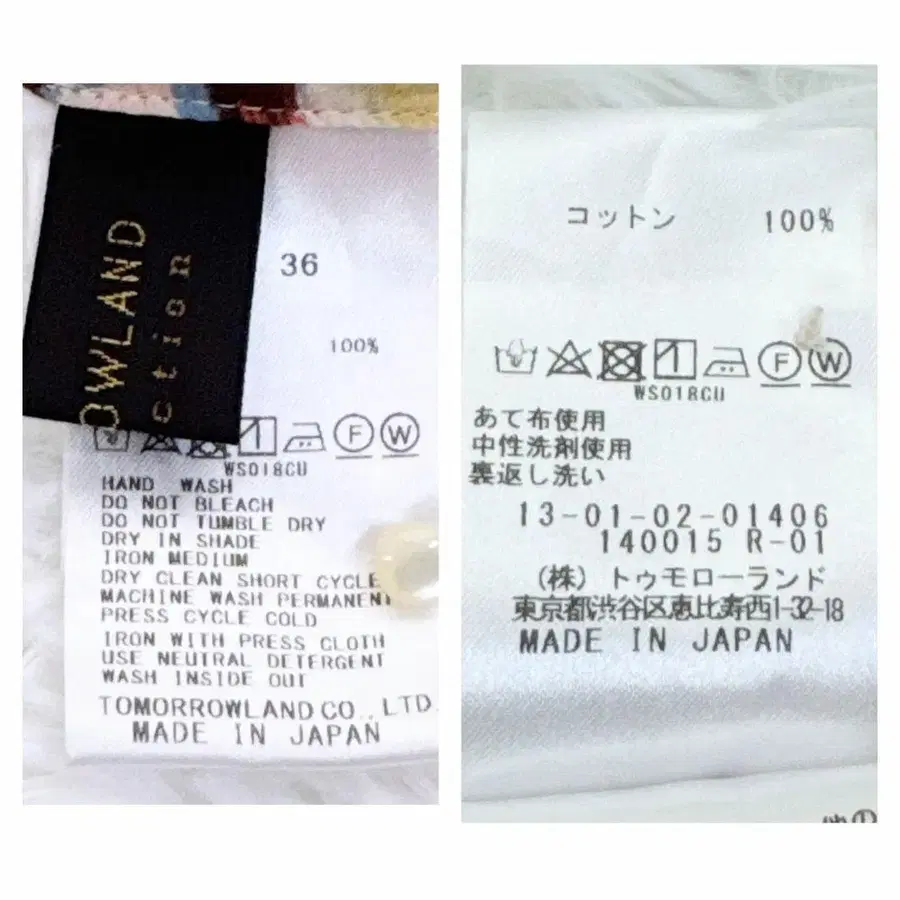 OWLAND
ction
36
100%
F W
WS018CU
HAND WASH
DO NOT BLEACH
DO NOT TUMBLE DRY
DRY IN SHADE
IRON MEDIUM
DRY CLEAN SHORT CYCLE
MACHINE WASH PERMANENT
PRESS CYCLE COLD
IRON WITH PRESS CLOTH
USE NEUTRAL DETERGENT
WASH INSIDE OUT
TOMORROWLAND CO., LTD.
MADE IN JAPAN
コットン 100%
F W
WS018CU
あて布使用
中性洗剤使用
裏返し洗い
13-01-02-01406
140015 R-01
(株) トゥモローランド
東京都渋谷区恵比寿西1-32-18
MADE IN JAPAN